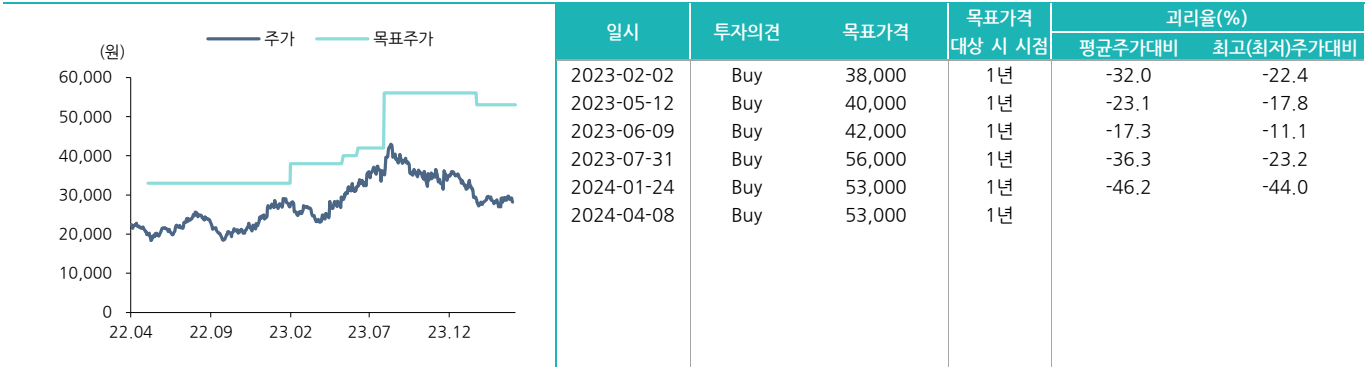 주가 목표주가
(원)
60,000
50,000
40,000
30,000
20,000
10,000
0
22.04 22.09 23.02 23.07 23.12
일시 투자의견 목표가격 목표가격 괴리율(%)
대상 시 시점 평균주가대비 최고(최저)주가대비
2023-02-02 Buy 38,000 1년 -32.0 -22.4
2023-05-12 Buy 40,000 1년 -23.1 -17.8
2023-06-09 Buy 42,000 1년 -17.3 -11.1
2023-07-31 Buy 56,000 1년 -36.3 -23.2
2024-01-24 Buy 53,000 1년 -46.2 -44.0
2024-04-08 Buy 53,000 1년